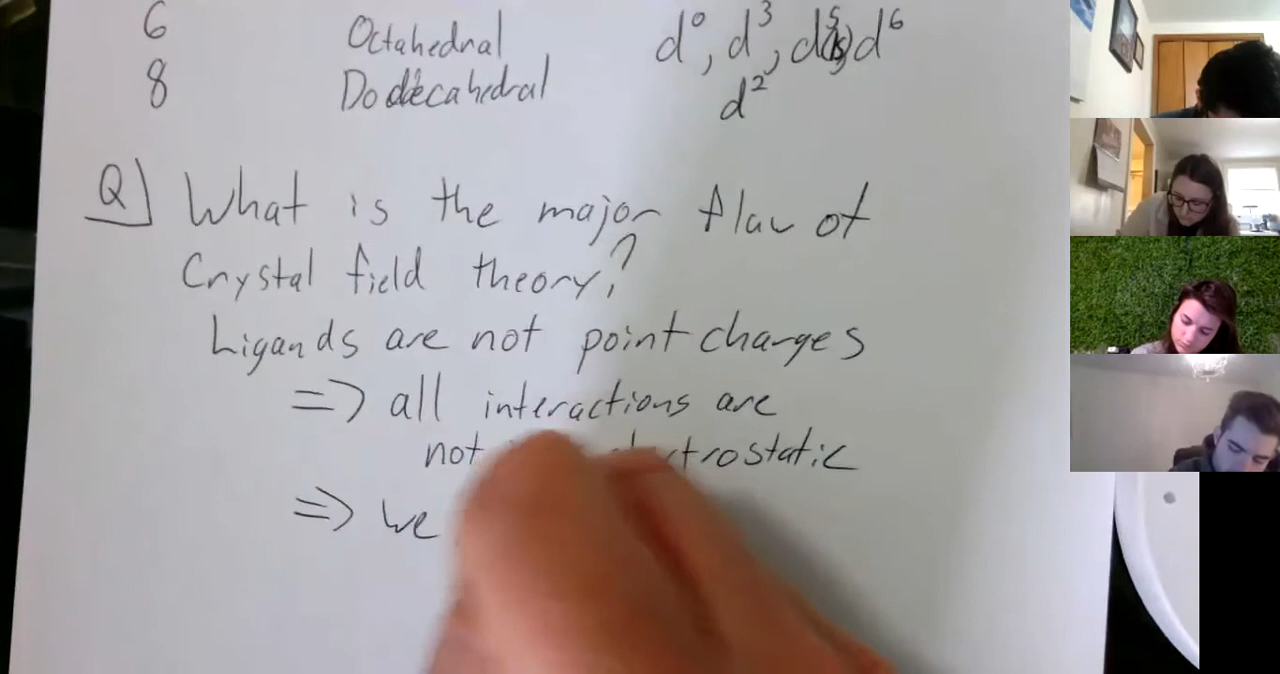 6 Octahedral d⁰, d³, d⁵, d⁶
8 Dodecahedral d²
Q] What is the major flaw of
Crystal field theory?
Ligands are not point charges
=> all interactions are
not electrostatic
=> we